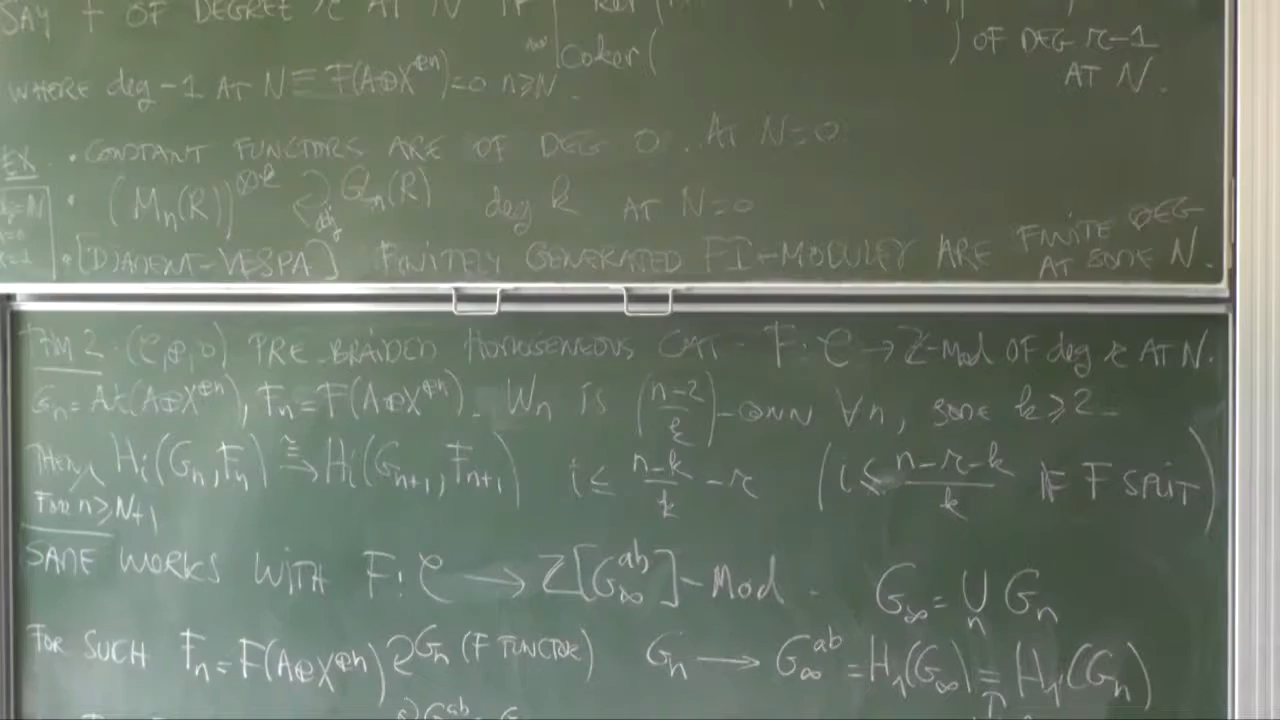 SAY F OF DEGREE r AT N IF Ker(
Coker( ) OF DEG r-1
AT N.
WHERE deg -1 AT N ≡ F(A⊕X^{⊕n})=0 n≥N.
EX • CONSTANT FUNCTORS ARE OF DEG 0. AT N=0
• (M_n(R))^{⊗k} G_n(R) deg k AT N=0
• [DJAMENT-VESPA] FINITELY GENERATED FI-MODULES ARE FINITE DEG
AT SOME N.
THM 2. (C,⊕,0) PRE BRAIDED HOMOGENEOUS CAT. F: C → Z-Mod OF deg r AT N.
G_n = Aut(A⊕X^{⊕n}), F_n = F(A⊕X^{⊕n}). W_n is (n-2/k)-CONN ∀n, SOME k≥2.
THEN H_i(G_n,F_n) ≅→ H_i(G_{n+1},F_{n+1}) i ≤ n-k/k - r (i ≤ n-r-k/k IF F SPLIT)
FOR n≥N+1
SAME WORKS WITH F: C → Z[G_∞^{ab}]-Mod. G_∞ = ∪_n G_n
FOR SUCH F_n = F(A⊕X^{⊕n}) G_n (F FUNCTOR) G_n → G_∞^{ab} = H_1(G_∞) = H_1(G_n)